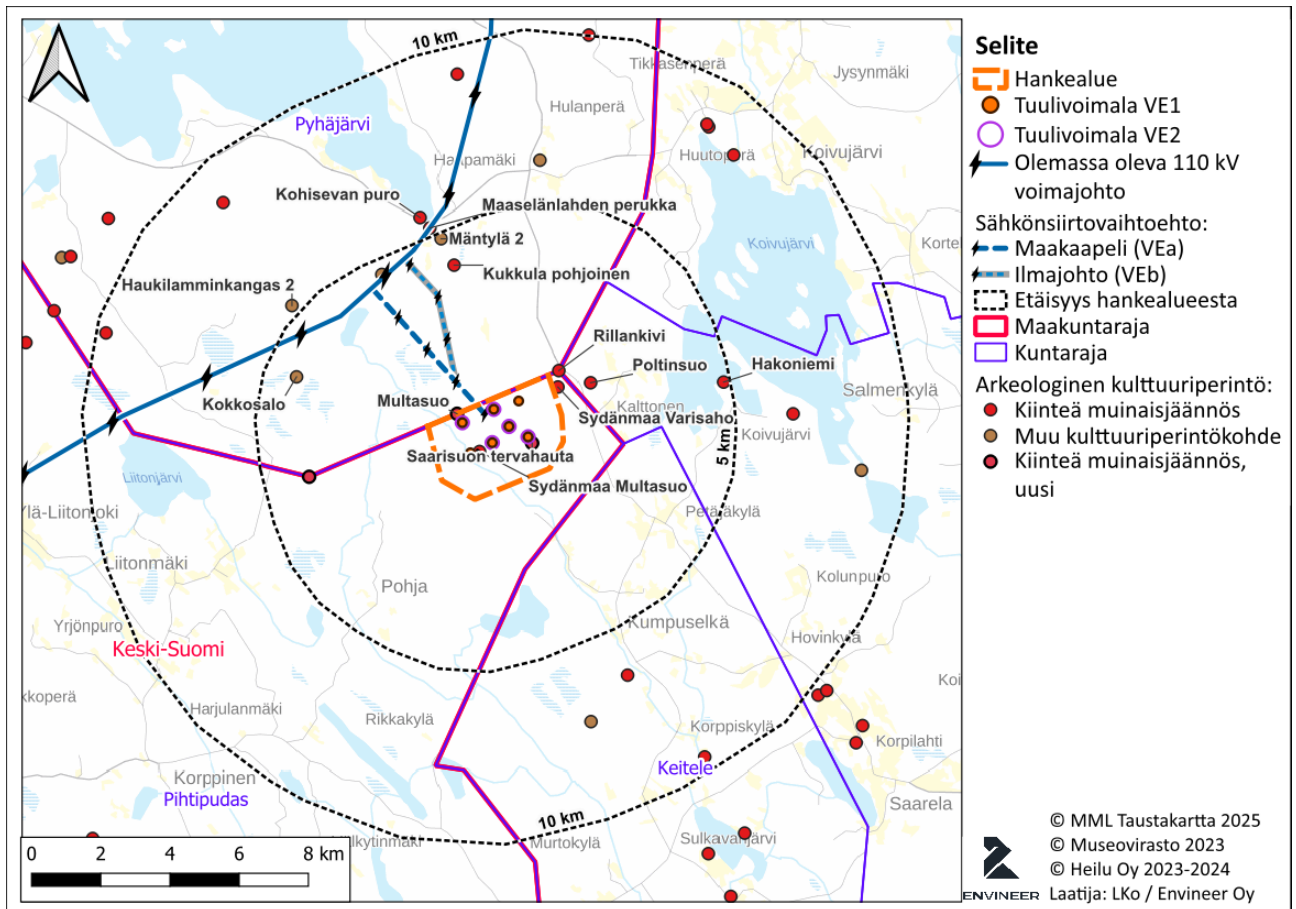 10 km
Tikkasenperä
Jysynmäki
Hulanperä
Pyhäjärvi
Huutoperä
Koivujärvi
Haapamäki
Kohisevan puro
Maaselänlahden perukka
Mäntylä 2
Koivujärvi
Kukkula pohjoinen
Haukilamminkangas 2
Rillankivi
Poltinsuo
Hakoniemi
Salmenkylä
Kokkosalo
Multasuo
Kalttonen
Sydänmaa Varisaho
Koivujärvi
5 km
Saarisuon tervahauta
Liitonjärvi
Sydänmaa Multasuo
Ylä-Liitonjoki
Petäjäkylä
Liitonmäki
Pohja
Kolunpuro
Yrjönpuro
Kumpuselkä
Hovinkylä
Keski-Suomi
Harjulanmäki
Rikkakylä
Korppiskylä
Korpilahti
Korppinen
Keitele
Pihtipudas
Saarela
10 km
Murtokylä
Sulkavanjärvi
0 2 4 6 8 km
Selite
Hankealue
Tuulivoimala VE1
Tuulivoimala VE2
Olemassa oleva 110 kV
voimajohto
Sähkönsiirtovaihtoehto:
Maakaapeli (VEa)
Ilmajohto (VEb)
Etäisyys hankealueesta
Maakuntaraja
Kuntaraja
Arkeologinen kulttuuriperintö:
Kiinteä muinaisjäännös
Muu kulttuuriperintökohde
Kiinteä muinaisjäännös,
uusi
ENVINEER
© MML Taustakartta 2025
© Museovirasto 2023
© Heilu Oy 2023-2024
Laatija: LKo / Envineer Oy